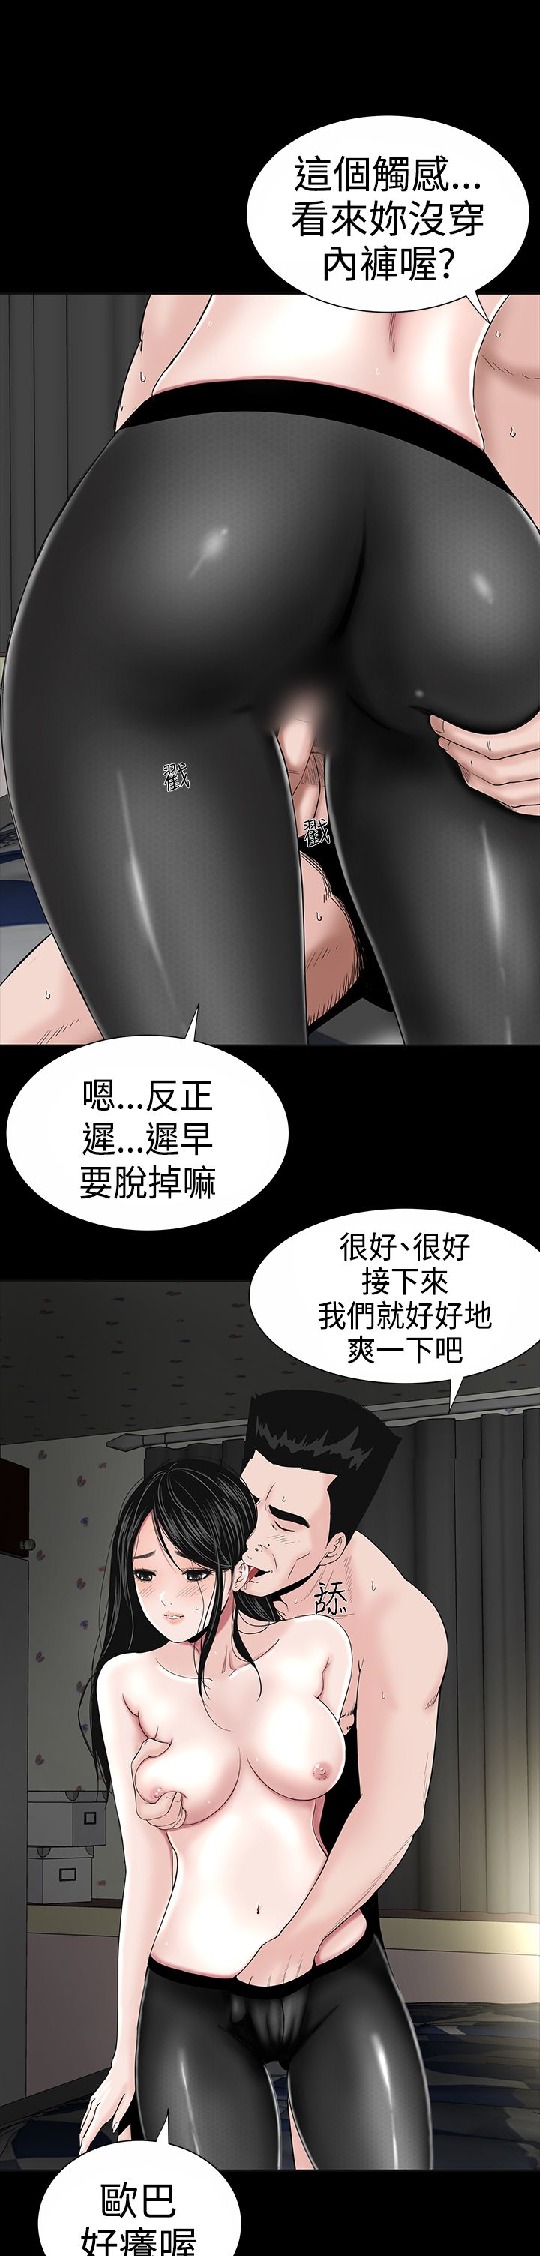 這個觸感...
看來妳沒穿
內褲喔?
戳
戳
嗯...反正
遲...遲早
要脫掉嘛
很好、很好
接下來
我們就好好地
爽一下吧
舔
歐巴
好癢喔